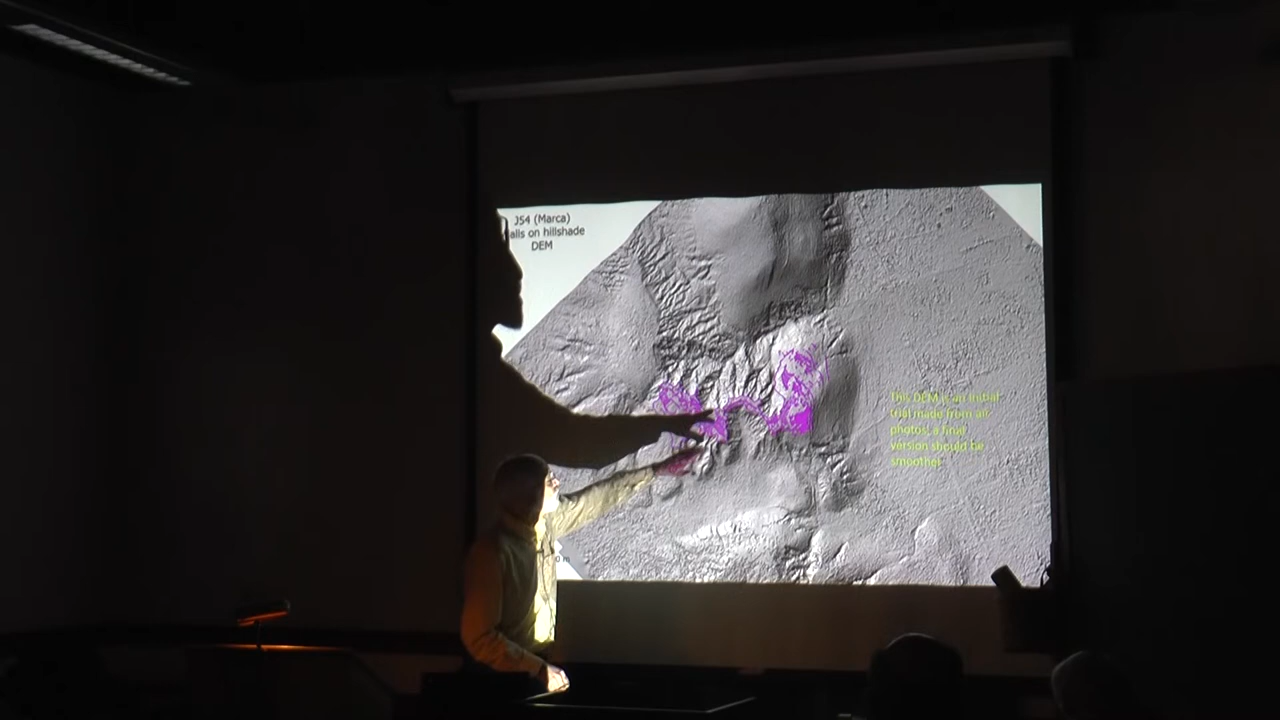 J54 (Marca)
alls on hillshade
DEM
This DEM is an initial
trial made from air
photos, a final
version should be
smoother
0 m